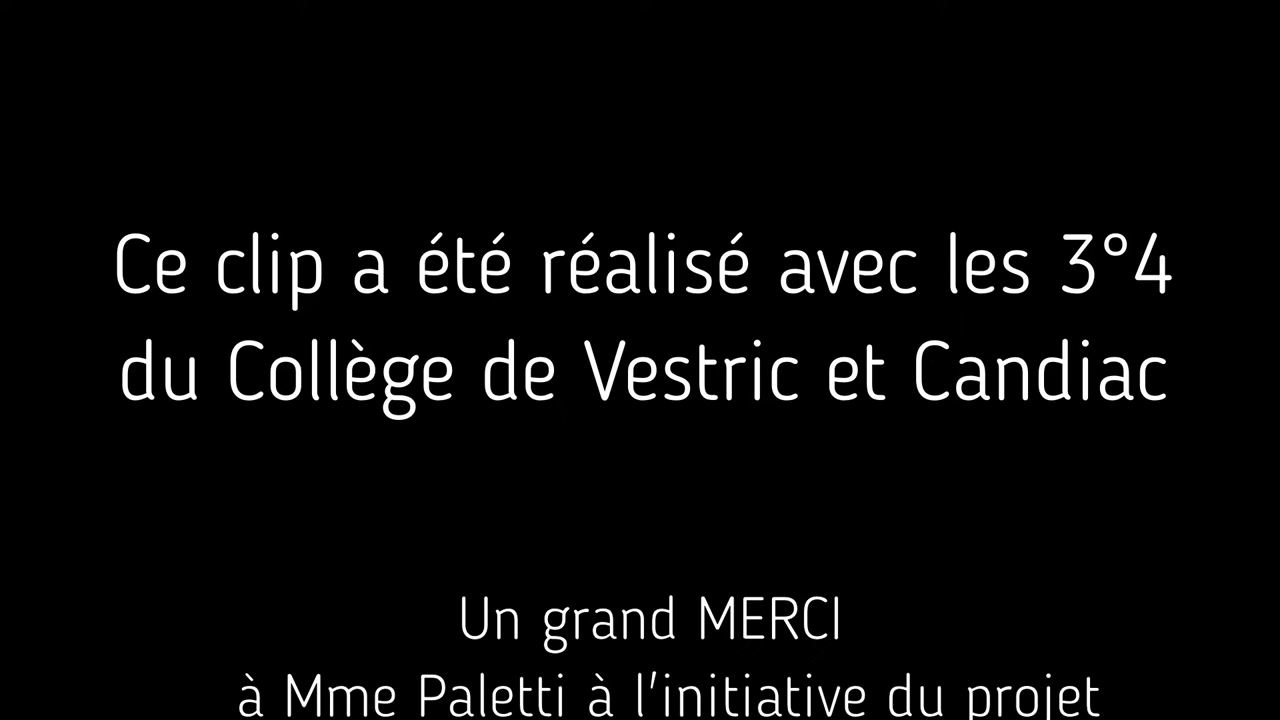 Ce clip a été réalisé avec les 3°4
du Collège de Vestric et Candiac
Un grand MERCI
à Mme Paletti à l'initiative du projet